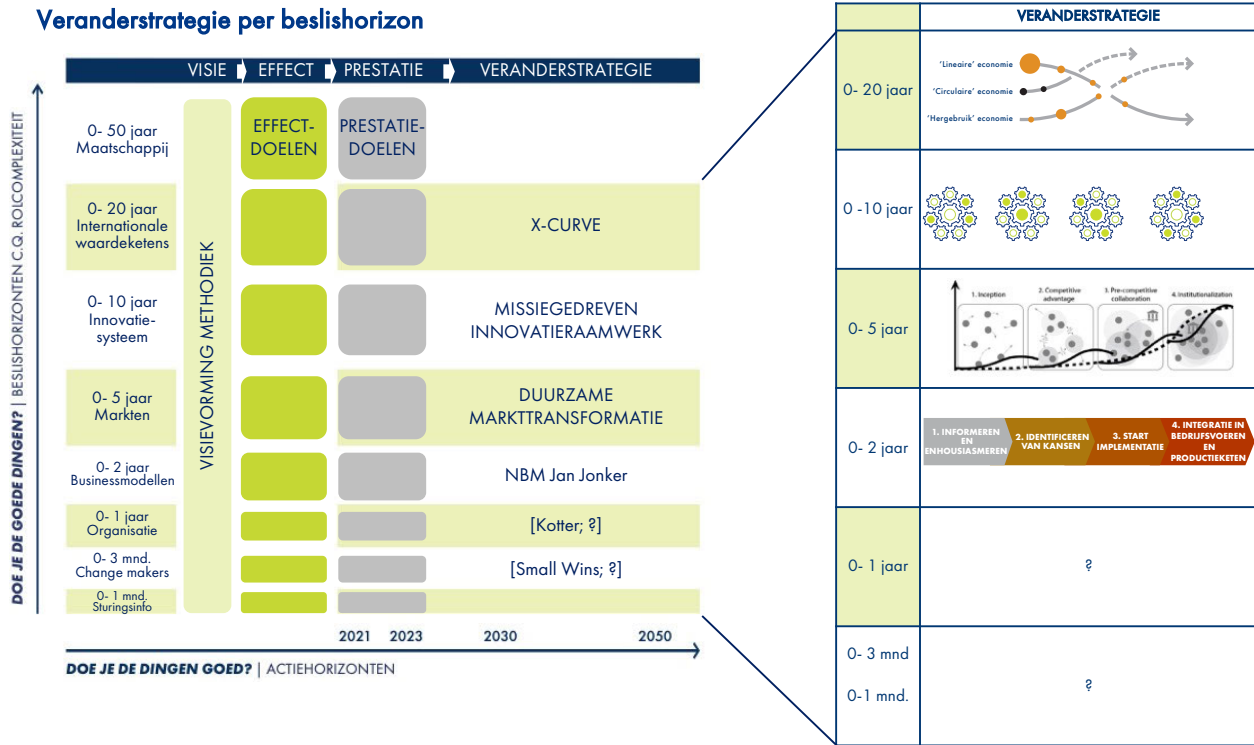 Veranderstrategie per beslishorizon
VISIE
EFFECT
PRESTATIE
VERANDERSTRATEGIE
DOE JE DE GOEDE DINGEN? | BESLISHORIZONTEN C.Q. ROLCOMPLEXITEIT
VISIEVORMING METHODIEK
0- 50 jaar
Maatschappij
EFFECT-
DOELEN
PRESTATIE-
DOELEN
0- 20 jaar
Internationale
waardeketens
X-CURVE
0- 10 jaar
Innovatie-
systeem
MISSIEGEDREVEN
INNOVATIERAAMWERK
0- 5 jaar
Markten
DUURZAME
MARKTTRANSFORMATIE
0- 2 jaar
Businessmodellen
NBM Jan Jonker
0- 1 jaar
Organisatie
[Kotter; ?]
0- 3 mnd.
Change makers
[Small Wins; ?]
0- 1 mnd.
Sturingsinfo
2021 2023 2030 2050
DOE JE DE DINGEN GOED? | ACTIEHORIZONTEN
VERANDERSTRATEGIE
0- 20 jaar
'Lineaire' economie
'Circulaire' economie
'Hergebruik' economie
0 -10 jaar
0- 5 jaar
1. Inception
2. Competitive
advantage
3. Pre-competitive
collaboration
4. Institutionalization
0- 2 jaar
1. INFORMEREN
EN
ENHOUSIASMEREN
2. IDENTIFICEREN
VAN KANSEN
3. START
IMPLEMENTATIE
4. INTEGRATIE IN
BEDRIJFSVOEREN
EN
PRODUCTIEKETEN
0- 1 jaar
?
0- 3 mnd
0-1 mnd.
?